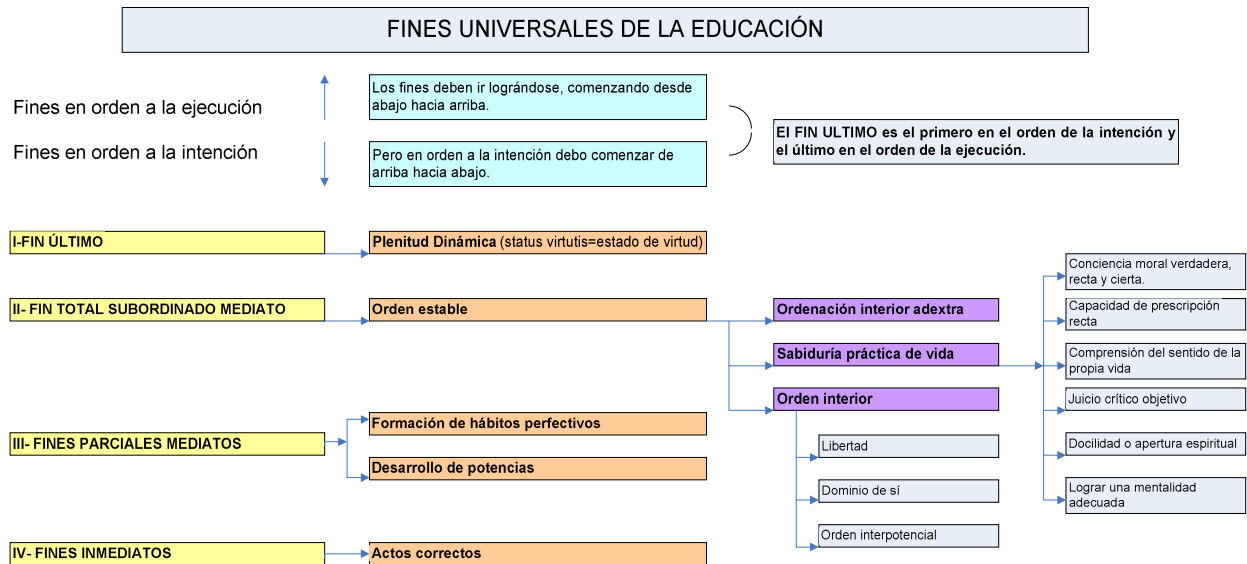 FINES UNIVERSALES DE LA EDUCACIÓN
Fines en orden a la ejecución
Los fines deben ir lográndose, comenzando desde
abajo hacia arriba.
Fines en orden a la intención
Pero en orden a la intención debo comenzar de
arriba hacia abajo.
El FIN ULTIMO es el primero en el orden de la intención y
el último en el orden de la ejecución.
I-FIN ÚLTIMO
Plenitud Dinámica (status virtutis=estado de virtud)
II- FIN TOTAL SUBORDINADO MEDIATO
Orden estable
Ordenación interior adextra
Sabiduría práctica de vida
Orden interior
Conciencia moral verdadera,
recta y cierta.
Capacidad de prescripción
recta
Comprensión del sentido de la
propia vida
Juicio crítico objetivo
Docilidad o apertura espiritual
Lograr una mentalidad
adecuada
Libertad
Dominio de sí
Orden interpotencial
III- FINES PARCIALES MEDIATOS
Formación de hábitos perfectivos
Desarrollo de potencias
IV- FINES INMEDIATOS
Actos correctos